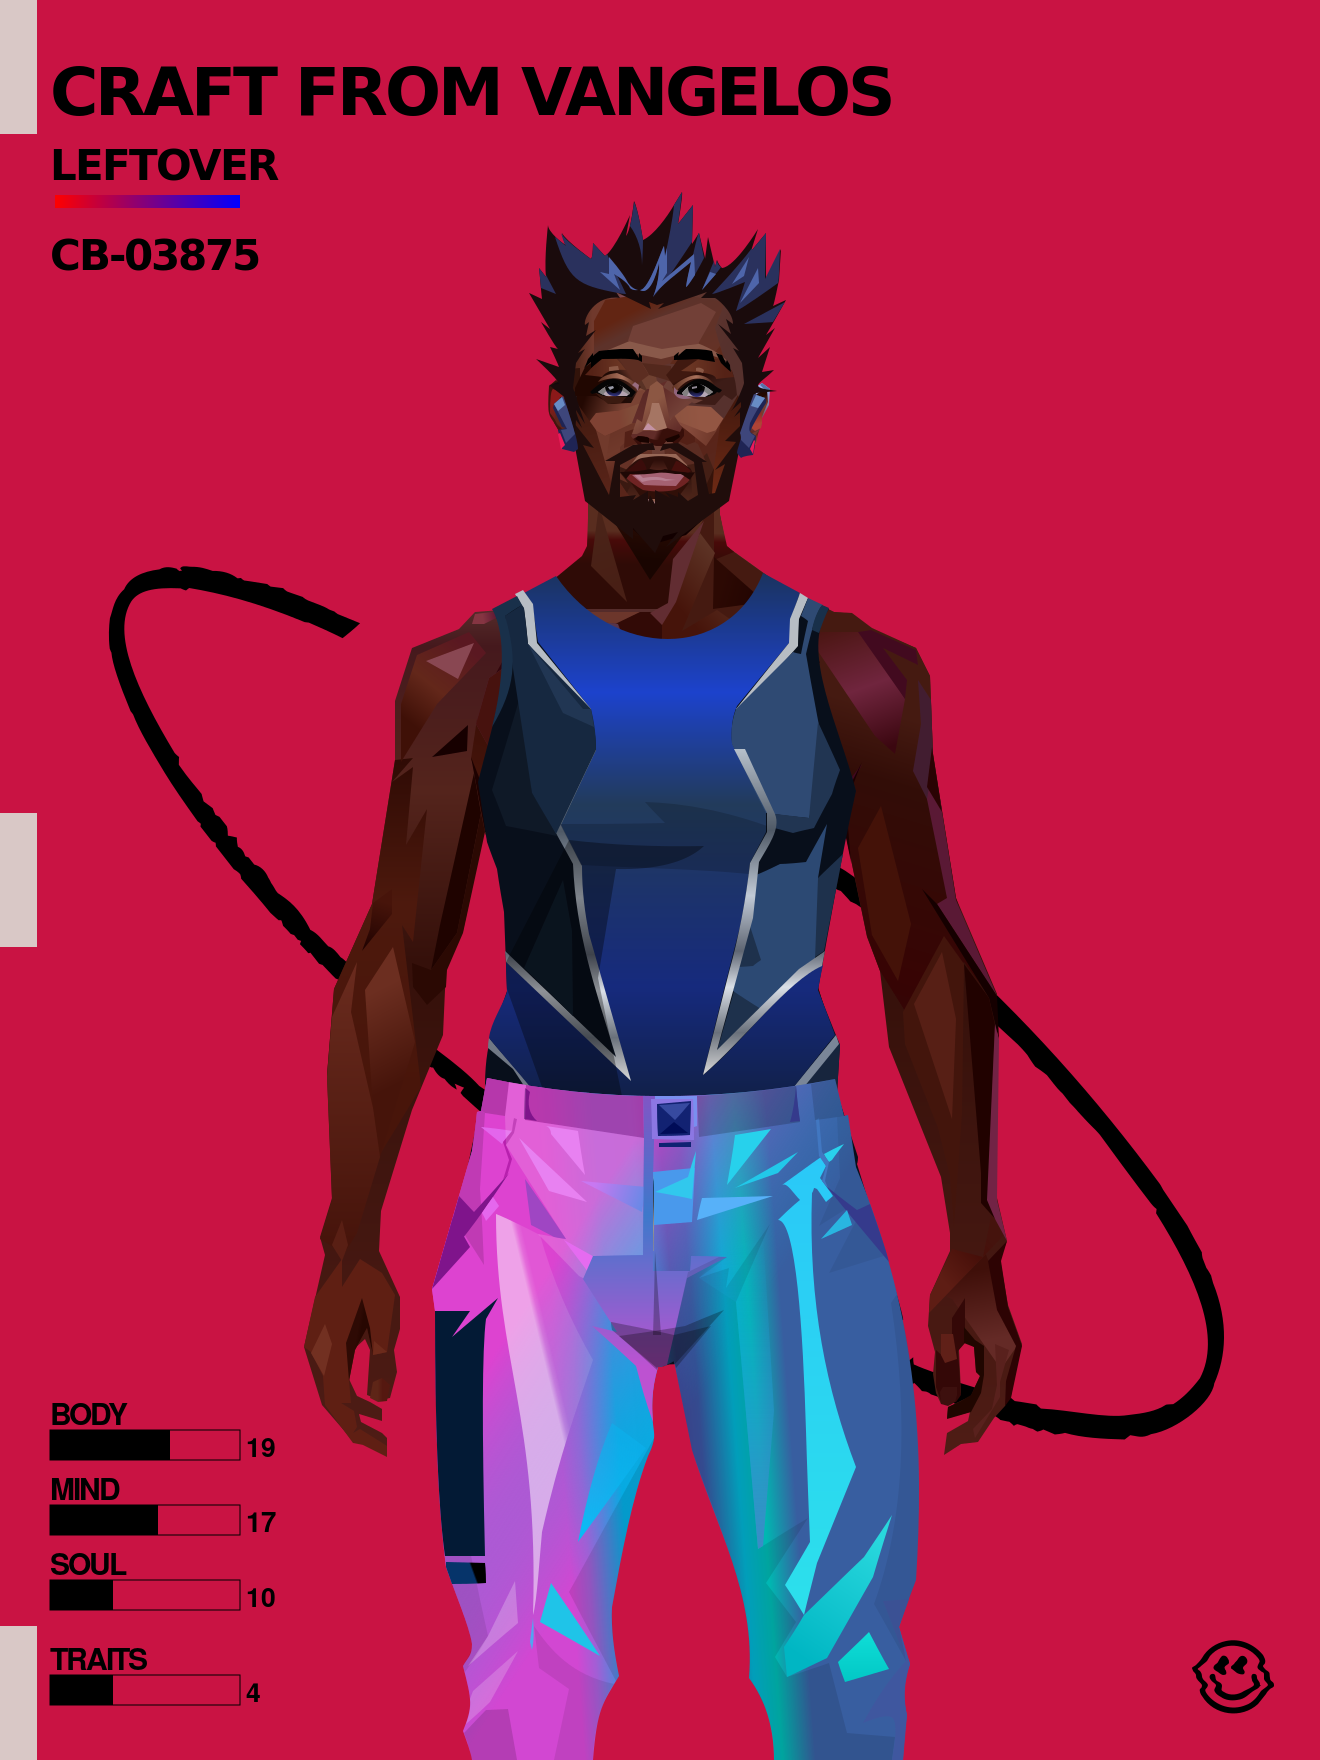 CRAFT FROM VANGELOS
LEFTOVER
CB-03875
BODY
19
MIND
17
SOUL
10
TRAITS
4